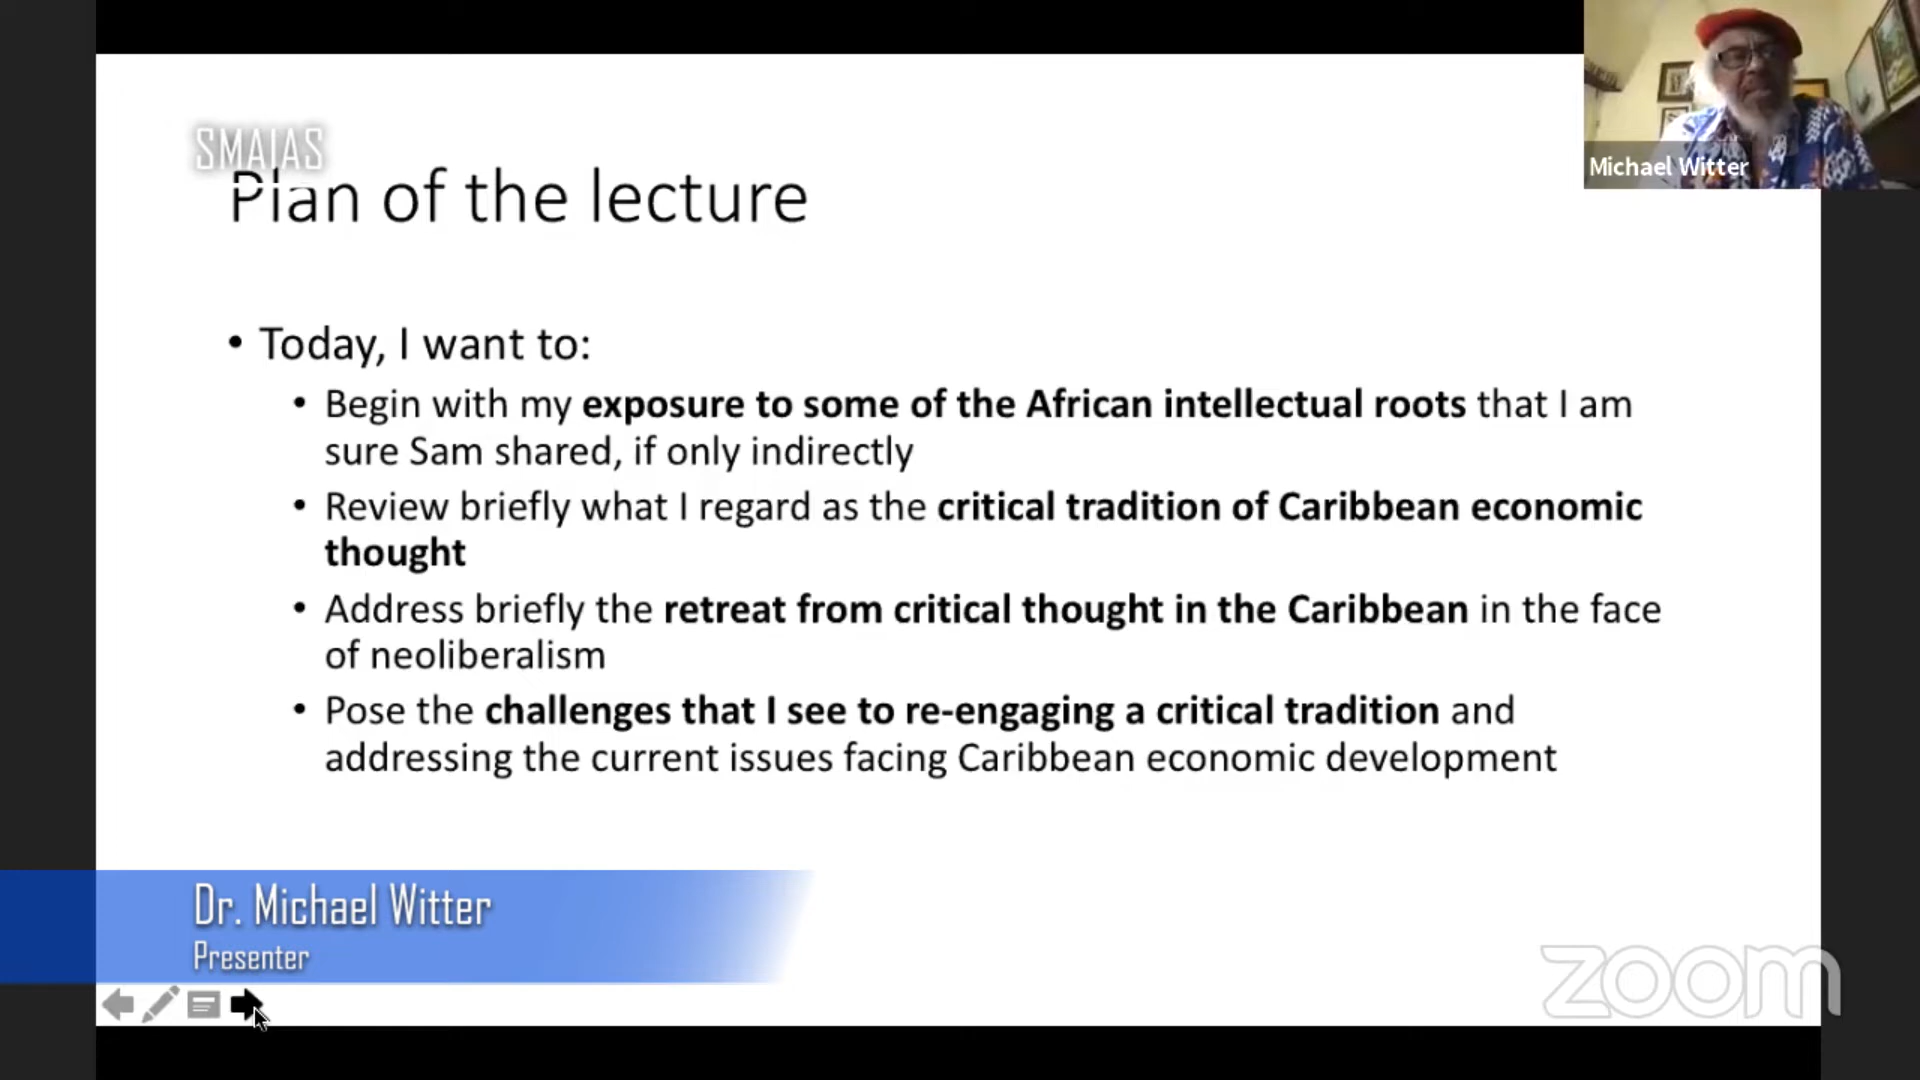 SMAIAS
Plan of the lecture
Michael Witter
• Today, I want to:
• Begin with my exposure to some of the African intellectual roots that I am
sure Sam shared, if only indirectly
• Review briefly what I regard as the critical tradition of Caribbean economic
thought
• Address briefly the retreat from critical thought in the Caribbean in the face
of neoliberalism
• Pose the challenges that I see to re-engaging a critical tradition and
addressing the current issues facing Caribbean economic development
Dr. Michael Witter
Presenter
zoom